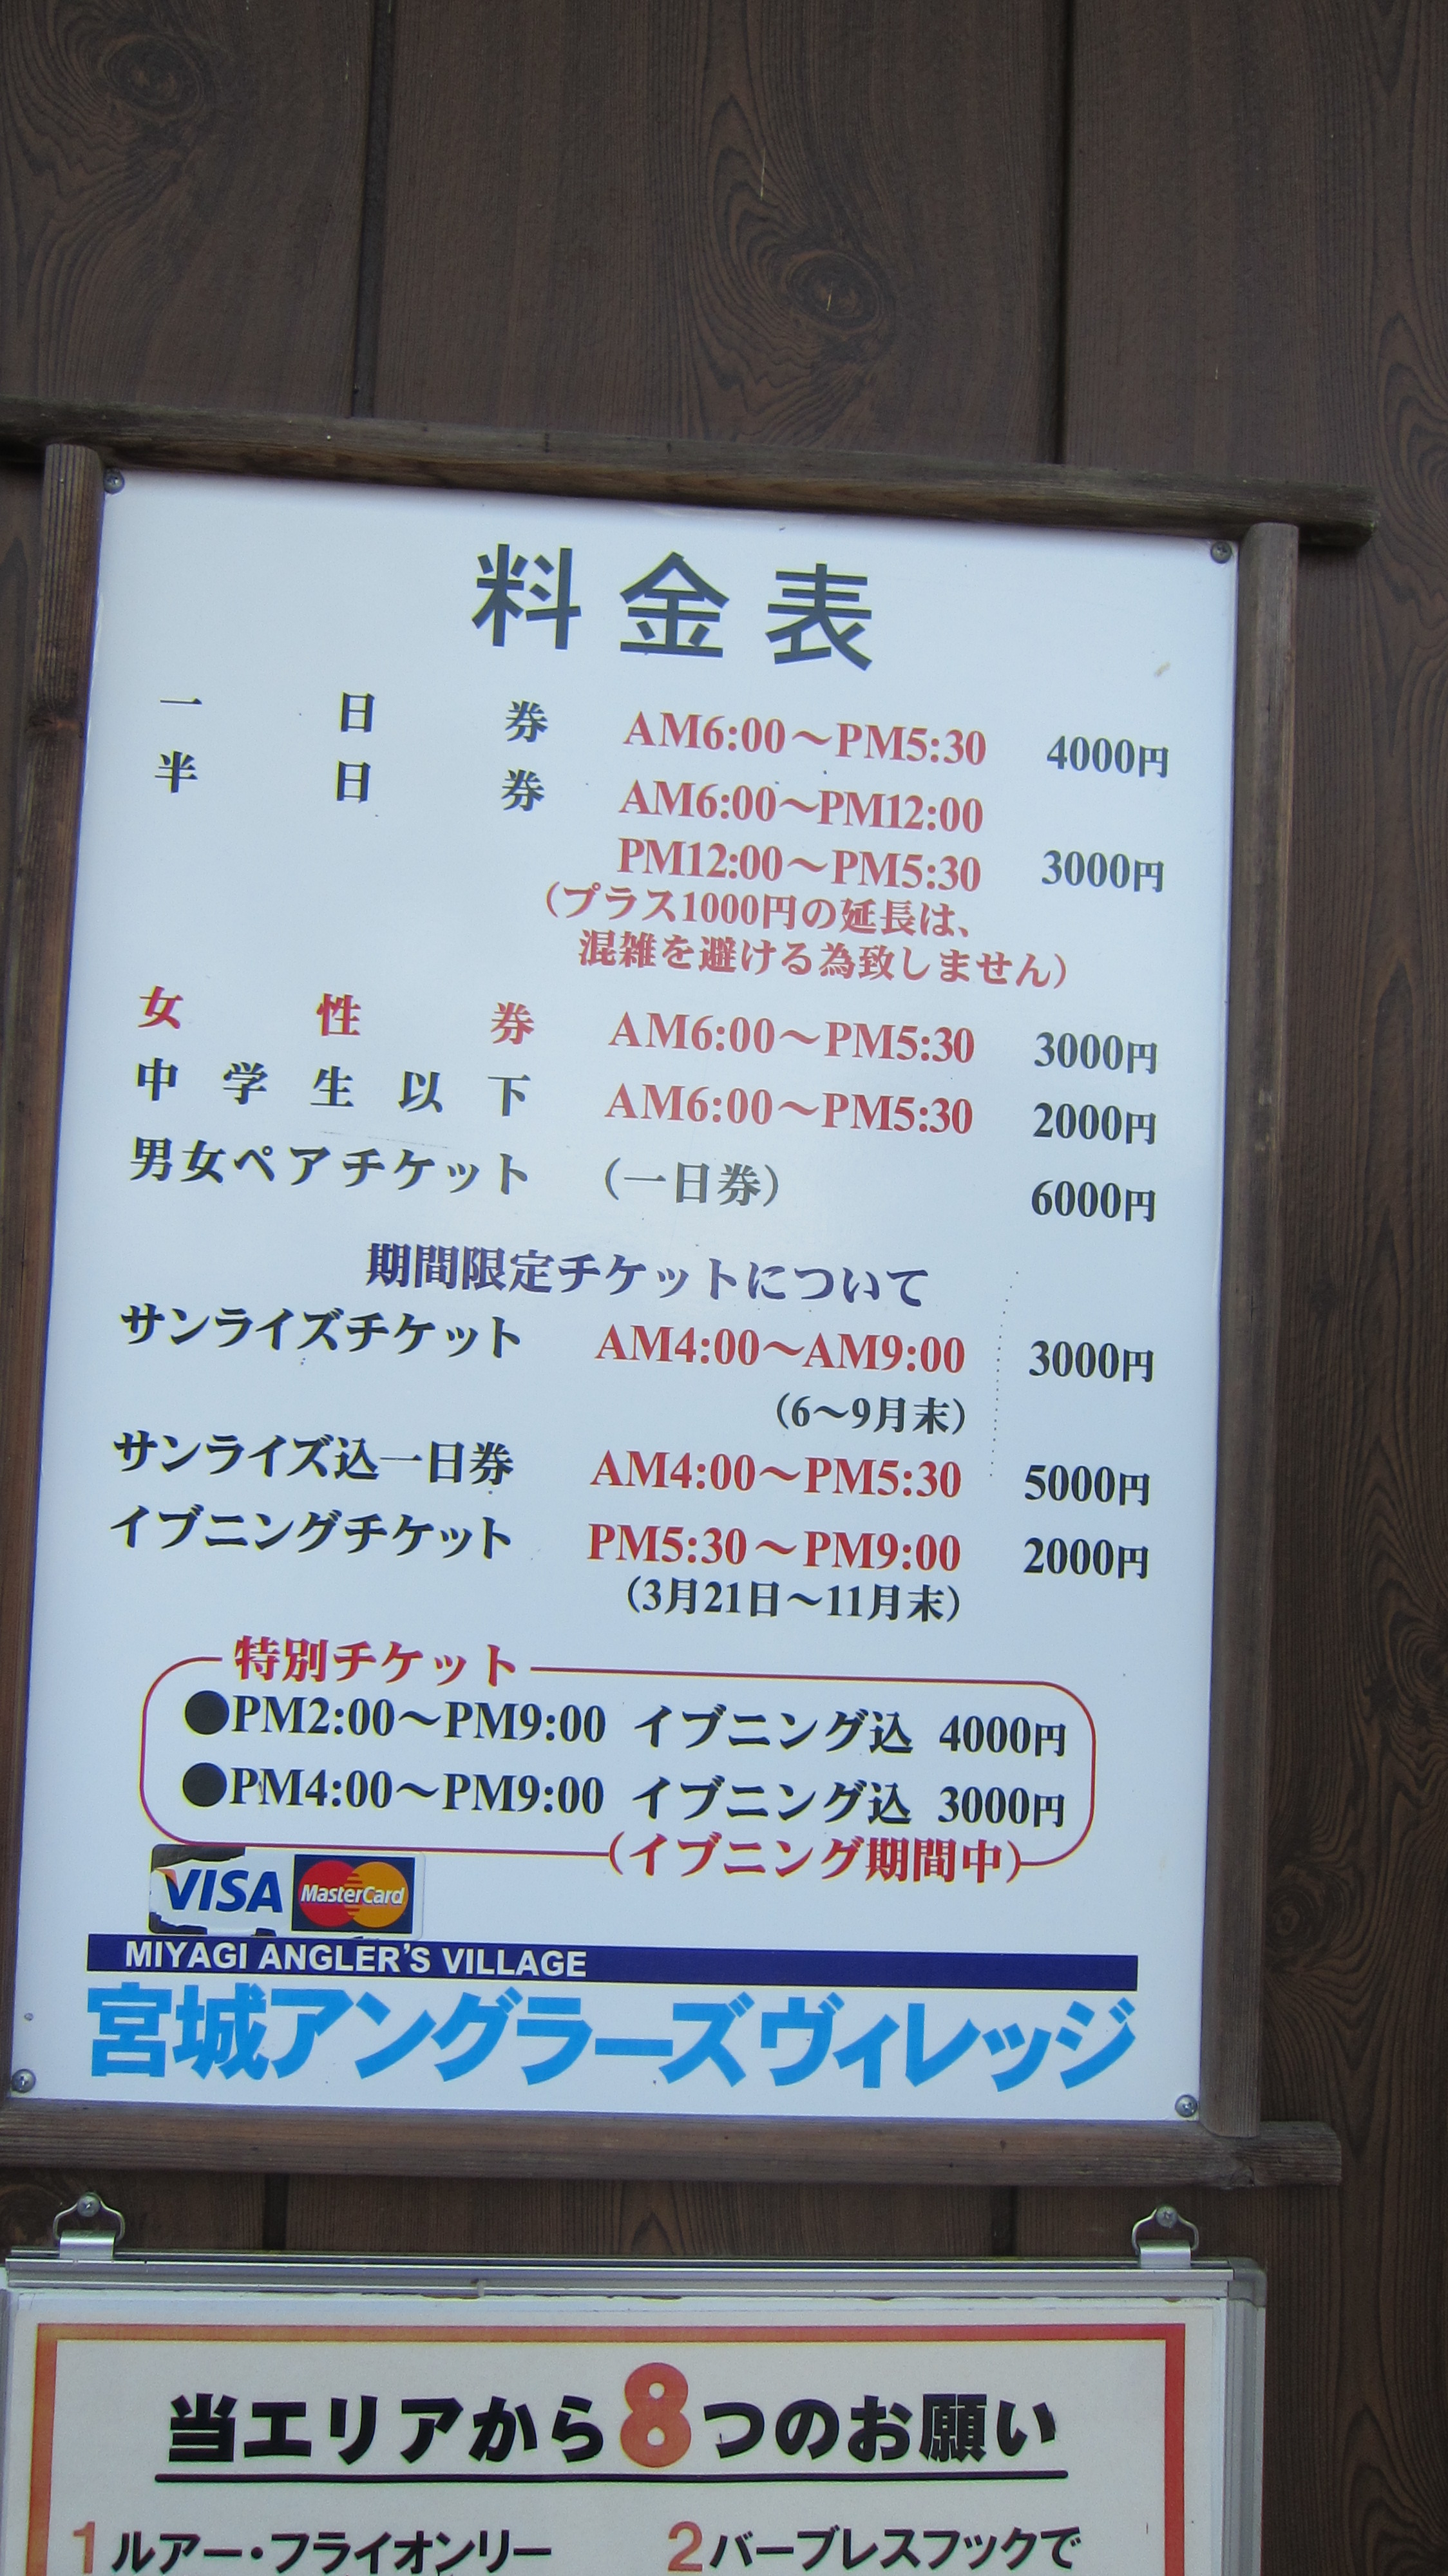 料金表
一日券 AM6:00～PM5:30 4000円
半日券 AM6:00～PM12:00
PM12:00～PM5:30 3000円
（プラス1000円の延長は、
混雑を避ける為致しません）
女性券 AM6:00～PM5:30 3000円
中学生以下 AM6:00～PM5:30 2000円
男女ペアチケット （一日券） 6000円
期間限定チケットについて
サンライズチケット AM4:00～AM9:00 3000円
（6～9月末）
サンライズ込一日券 AM4:00～PM5:30 5000円
イブニングチケット PM5:30～PM9:00 2000円
（3月21日～11月末）
特別チケット
●PM2:00～PM9:00 イブニング込 4000円
●PM4:00～PM9:00 イブニング込 3000円
（イブニング期間中）
VISA MasterCard
MIYAGI ANGLER'S VILLAGE
宮城アングラーズヴィレッジ
当エリアから8つのお願い
1 ルアー・フライオンリー 2 バーブレスフックで